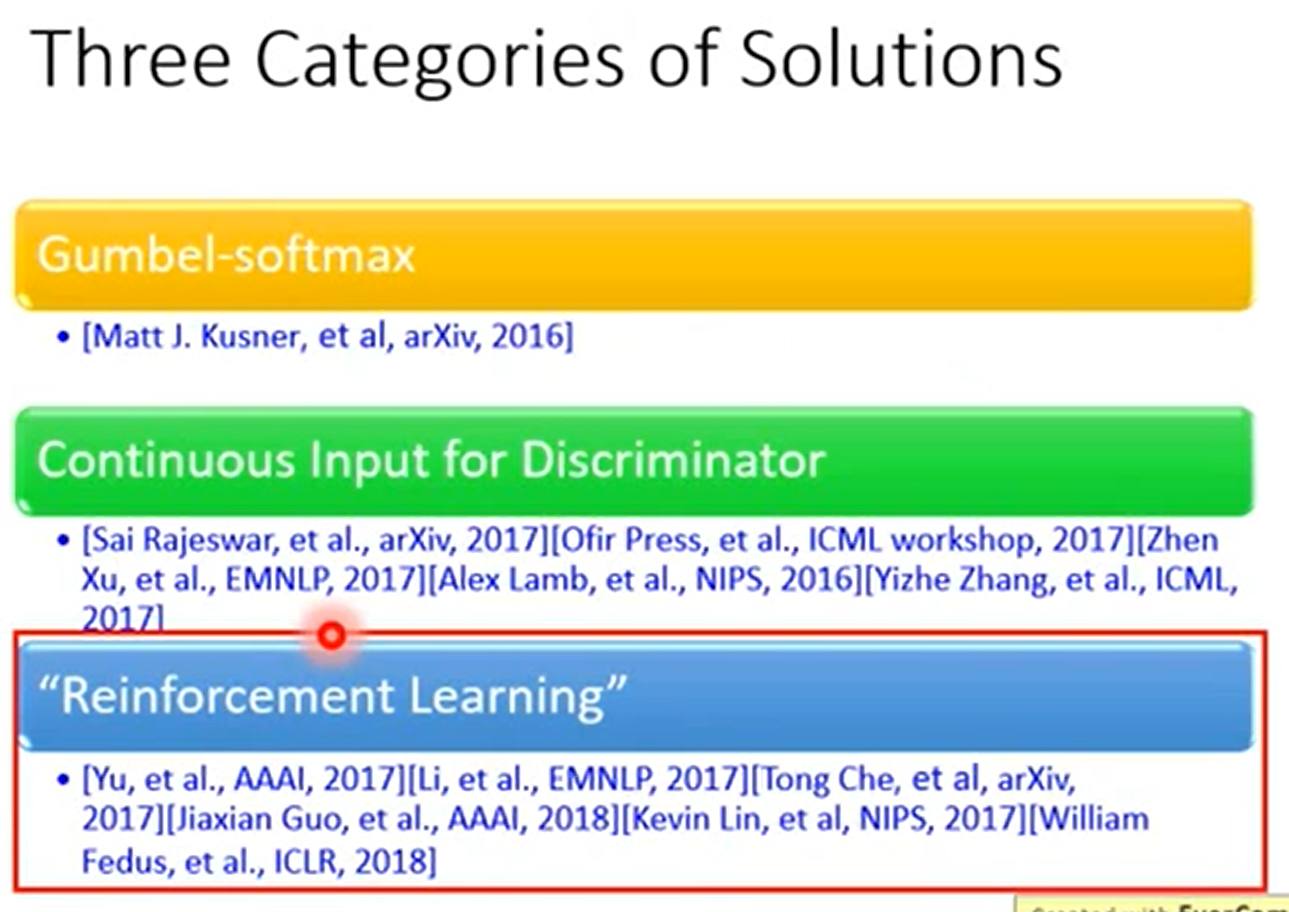 Three Categories of Solutions
Gumbel-softmax
• [Matt J. Kusner, et al, arXiv, 2016]
Continuous Input for Discriminator
• [Sai Rajeswar, et al., arXiv, 2017][Ofir Press, et al., ICML workshop, 2017][Zhen
Xu, et al., EMNLP, 2017][Alex Lamb, et al., NIPS, 2016][Yizhe Zhang, et al., ICML,
2017]
“Reinforcement Learning”
• [Yu, et al., AAAI, 2017][Li, et al., EMNLP, 2017][Tong Che, et al, arXiv,
2017][Jiaxian Guo, et al., AAAI, 2018][Kevin Lin, et al, NIPS, 2017][William
Fedus, et al., ICLR, 2018]